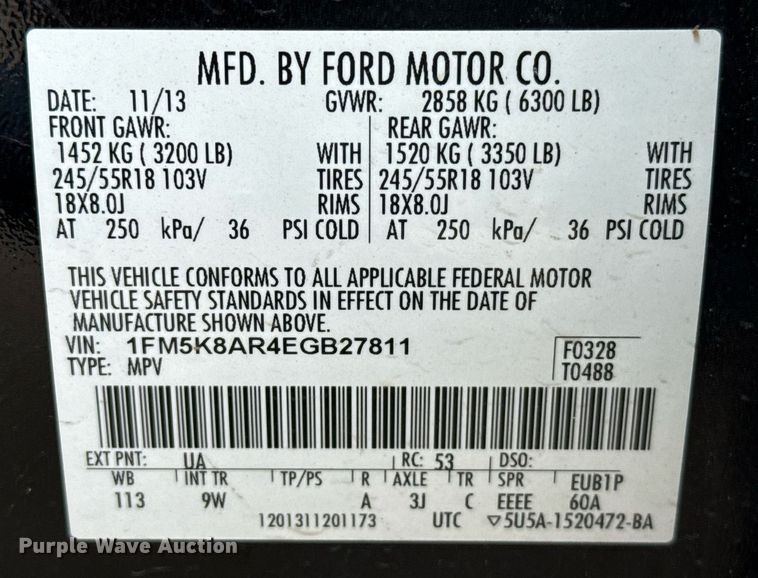 MFD. BY FORD MOTOR CO.
DATE: 11/13 GVWR: 2858 KG ( 6300 LB)
FRONT GAWR: REAR GAWR:
1452 KG ( 3200 LB) WITH 1520 KG ( 3350 LB) WITH
245/55R18 103V TIRES 245/55R18 103V TIRES
18X8.0J RIMS 18X8.0J RIMS
AT 250 kPa/ 36 PSI COLD AT 250 kPa/ 36 PSI COLD
THIS VEHICLE CONFORMS TO ALL APPLICABLE FEDERAL MOTOR
VEHICLE SAFETY STANDARDS IN EFFECT ON THE DATE OF
MANUFACTURE SHOWN ABOVE.
VIN: 1FM5K8AR4EGB27811 F0328
TYPE: MPV T0488
EXT PNT: UA RC: 53 DSO:
WB INT TR TP/PS R AXLE TR SPR EUB1P
113 9W A 3J C EEEE 60A
1201311201173 UTC ▽5U5A-1520472-BA
Purple Wave Auction